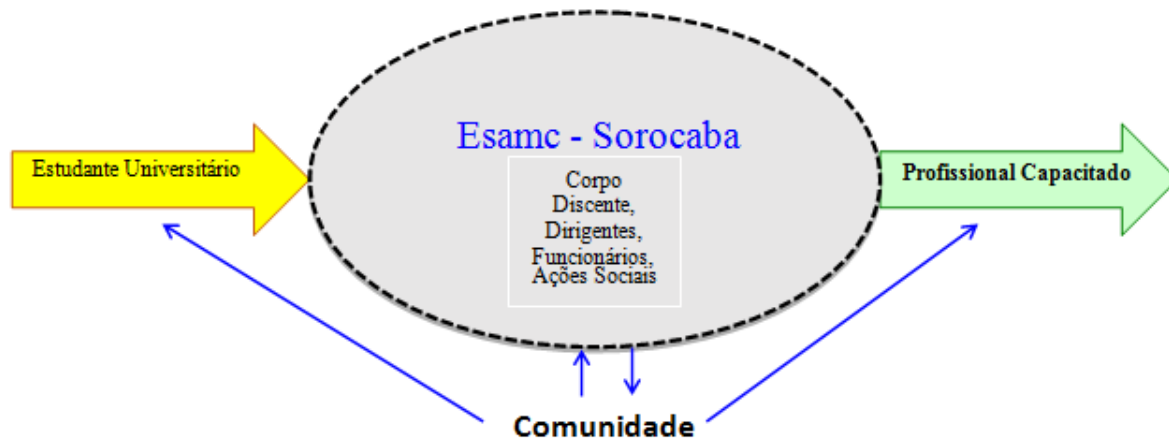 Esamc - Sorocaba
Estudante Universitário
Corpo
Discente,
Dirigentes,
Funcionários,
Ações Sociais
Profissional Capacitado
Comunidade